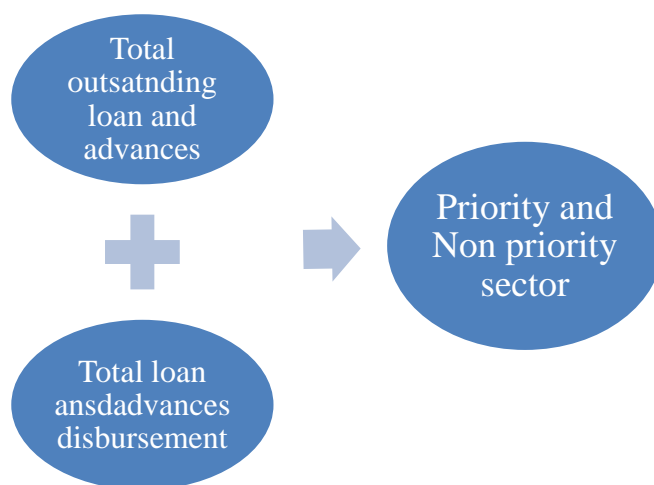 Total
outsatnding
loan and
advances
Priority and
Non priority
sector
Total loan
ansdadvances
disbursement